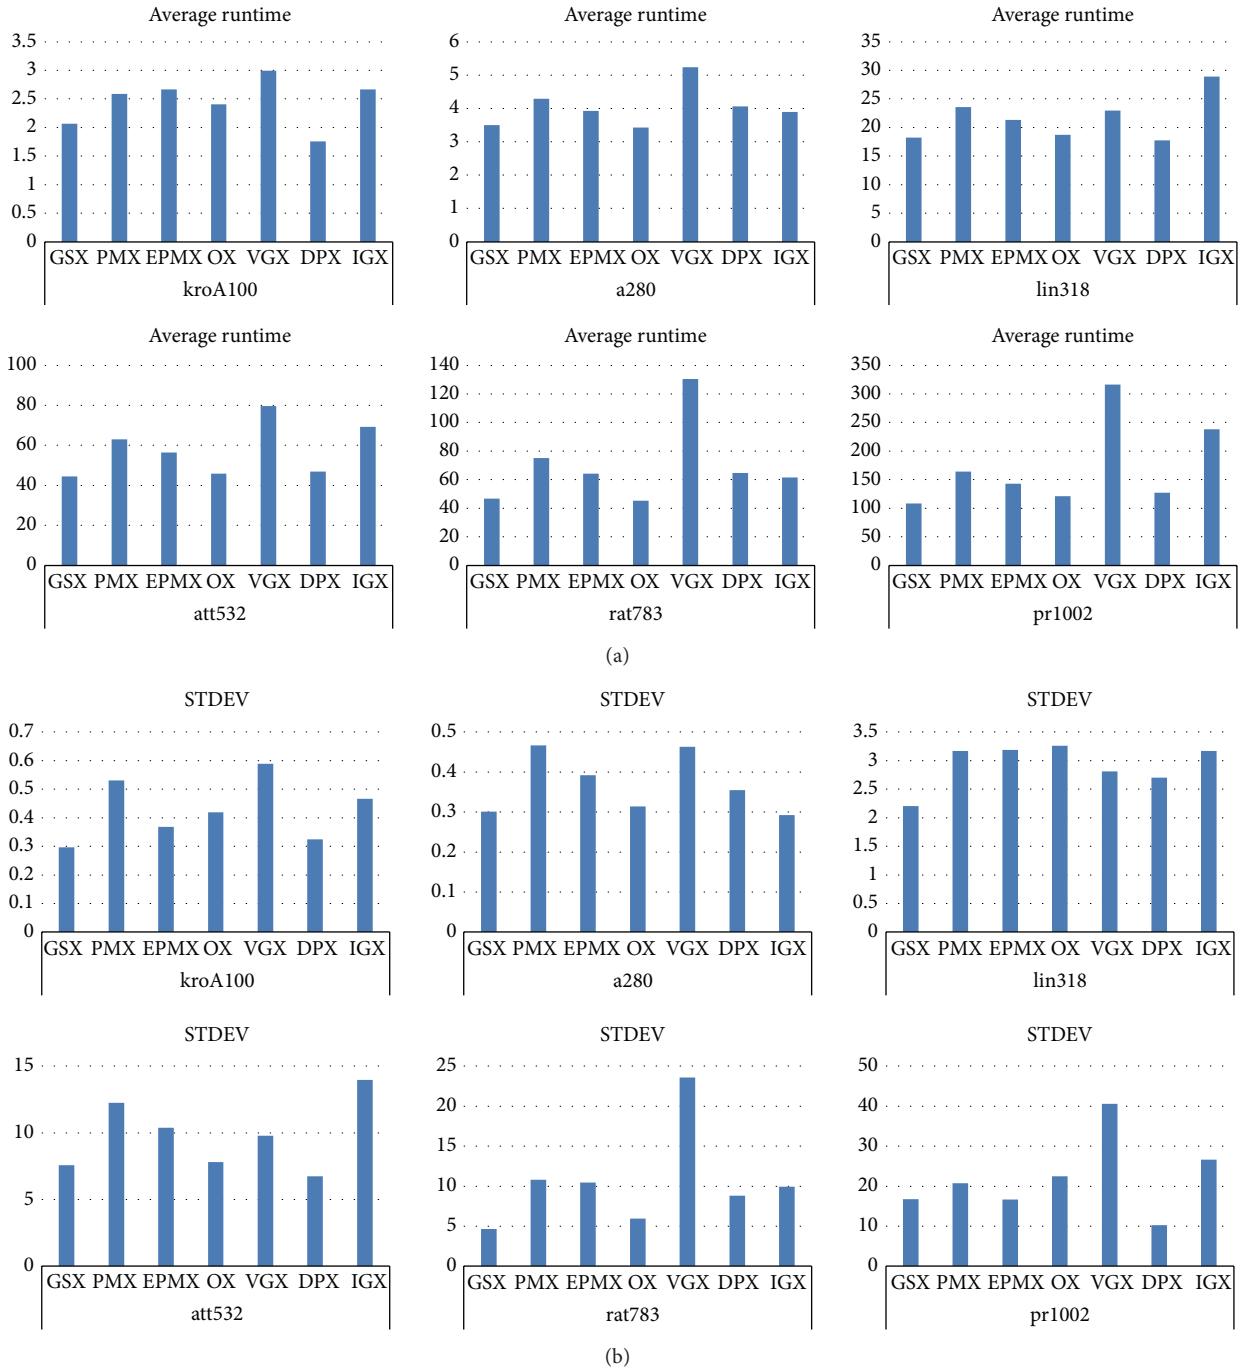 Average runtime
3.5
3
2.5
2
1.5
1
0.5
0
GSX PMX EPMX OX VGX DPX IGX
kroA100
Average runtime
6
5
4
3
2
1
0
GSX PMX EPMX OX VGX DPX IGX
a280
Average runtime
35
30
25
20
15
10
5
0
GSX PMX EPMX OX VGX DPX IGX
lin318
Average runtime
100
80
60
40
20
0
GSX PMX EPMX OX VGX DPX IGX
att532
Average runtime
140
120
100
80
60
40
20
0
GSX PMX EPMX OX VGX DPX IGX
rat783
Average runtime
350
300
250
200
150
100
50
0
GSX PMX EPMX OX VGX DPX IGX
pr1002
(a)
STDEV
0.7
0.6
0.5
0.4
0.3
0.2
0.1
0
GSX PMX EPMX OX VGX DPX IGX
kroA100
STDEV
0.5
0.4
0.3
0.2
0.1
0
GSX PMX EPMX OX VGX DPX IGX
a280
STDEV
3.5
3
2.5
2
1.5
1
0.5
0
GSX PMX EPMX OX VGX DPX IGX
lin318
STDEV
15
10
5
0
GSX PMX EPMX OX VGX DPX IGX
att532
STDEV
25
20
15
10
5
0
GSX PMX EPMX OX VGX DPX IGX
rat783
STDEV
50
40
30
20
10
0
GSX PMX EPMX OX VGX DPX IGX
pr1002
(b)